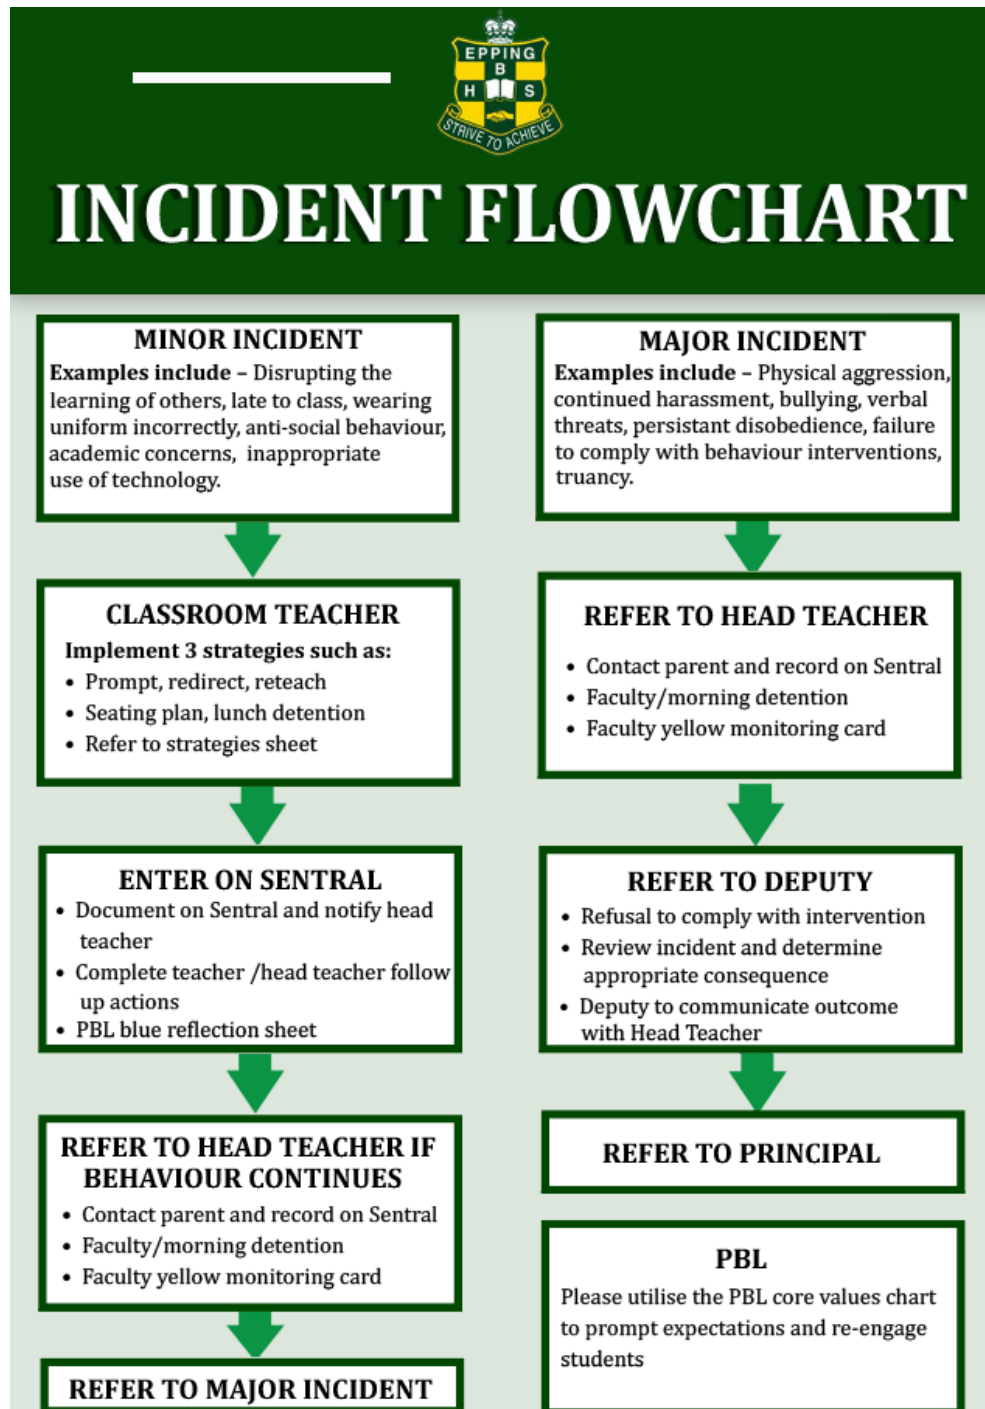 EPPING
B
H S
STRIVE TO ACHIEVE
INCIDENT FLOWCHART
MINOR INCIDENT
Examples include – Disrupting the
learning of others, late to class, wearing
uniform incorrectly, anti-social behaviour,
academic concerns, inappropriate
use of technology.
CLASSROOM TEACHER
Implement 3 strategies such as:
• Prompt, redirect, reteach
• Seating plan, lunch detention
• Refer to strategies sheet
ENTER ON SENTRAL
• Document on Sentral and notify head
teacher
• Complete teacher /head teacher follow
up actions
• PBL blue reflection sheet
REFER TO HEAD TEACHER IF
BEHAVIOUR CONTINUES
• Contact parent and record on Sentral
• Faculty/morning detention
• Faculty yellow monitoring card
REFER TO MAJOR INCIDENT
MAJOR INCIDENT
Examples include – Physical aggression,
continued harassment, bullying, verbal
threats, persistant disobedience, failure
to comply with behaviour interventions,
truancy.
REFER TO HEAD TEACHER
• Contact parent and record on Sentral
• Faculty/morning detention
• Faculty yellow monitoring card
REFER TO DEPUTY
• Refusal to comply with intervention
• Review incident and determine
appropriate consequence
• Deputy to communicate outcome
with Head Teacher
REFER TO PRINCIPAL
PBL
Please utilise the PBL core values chart
to prompt expectations and re-engage
students